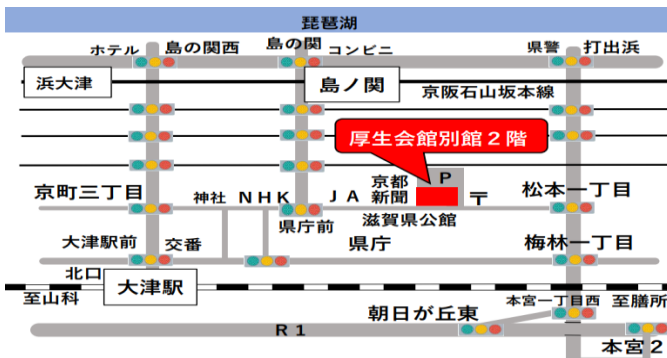 琵琶湖
ホテル
島の関西
島の関
コンビニ
県警
打出浜
浜大津
島ノ関
京阪石山坂本線
厚生会館別館２階
京町三丁目
神社
ＮＨＫ
ＪＡ
京都
新聞
Ｐ
〒
松本一丁目
県庁前
滋賀県公館
大津駅前
交番
県庁
梅林一丁目
北口
大津駅
至山科
朝日が丘東
本宮一丁目西
至膳所
Ｒ１
本宮２